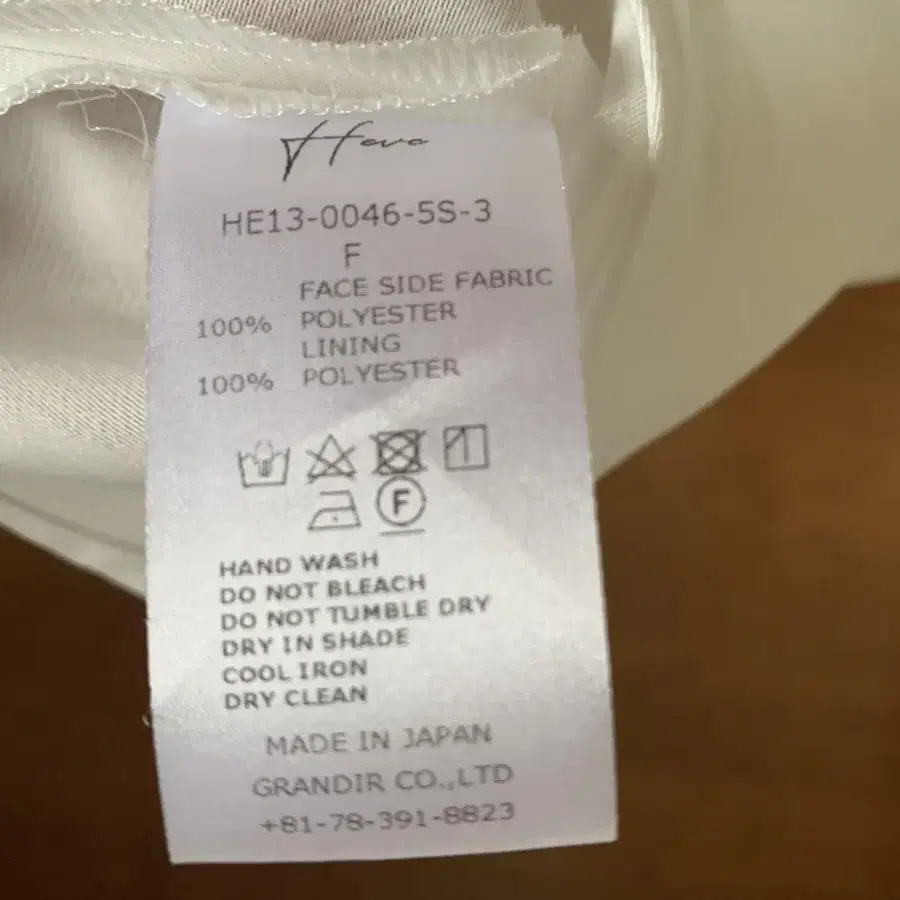 Heve
HE13-0046-5S-3
F
FACE SIDE FABRIC
100% POLYESTER
LINING
100% POLYESTER
F
HAND WASH
DO NOT BLEACH
DO NOT TUMBLE DRY
DRY IN SHADE
COOL IRON
DRY CLEAN
MADE IN JAPAN
GRANDIR CO.,LTD
+81-78-391-8823